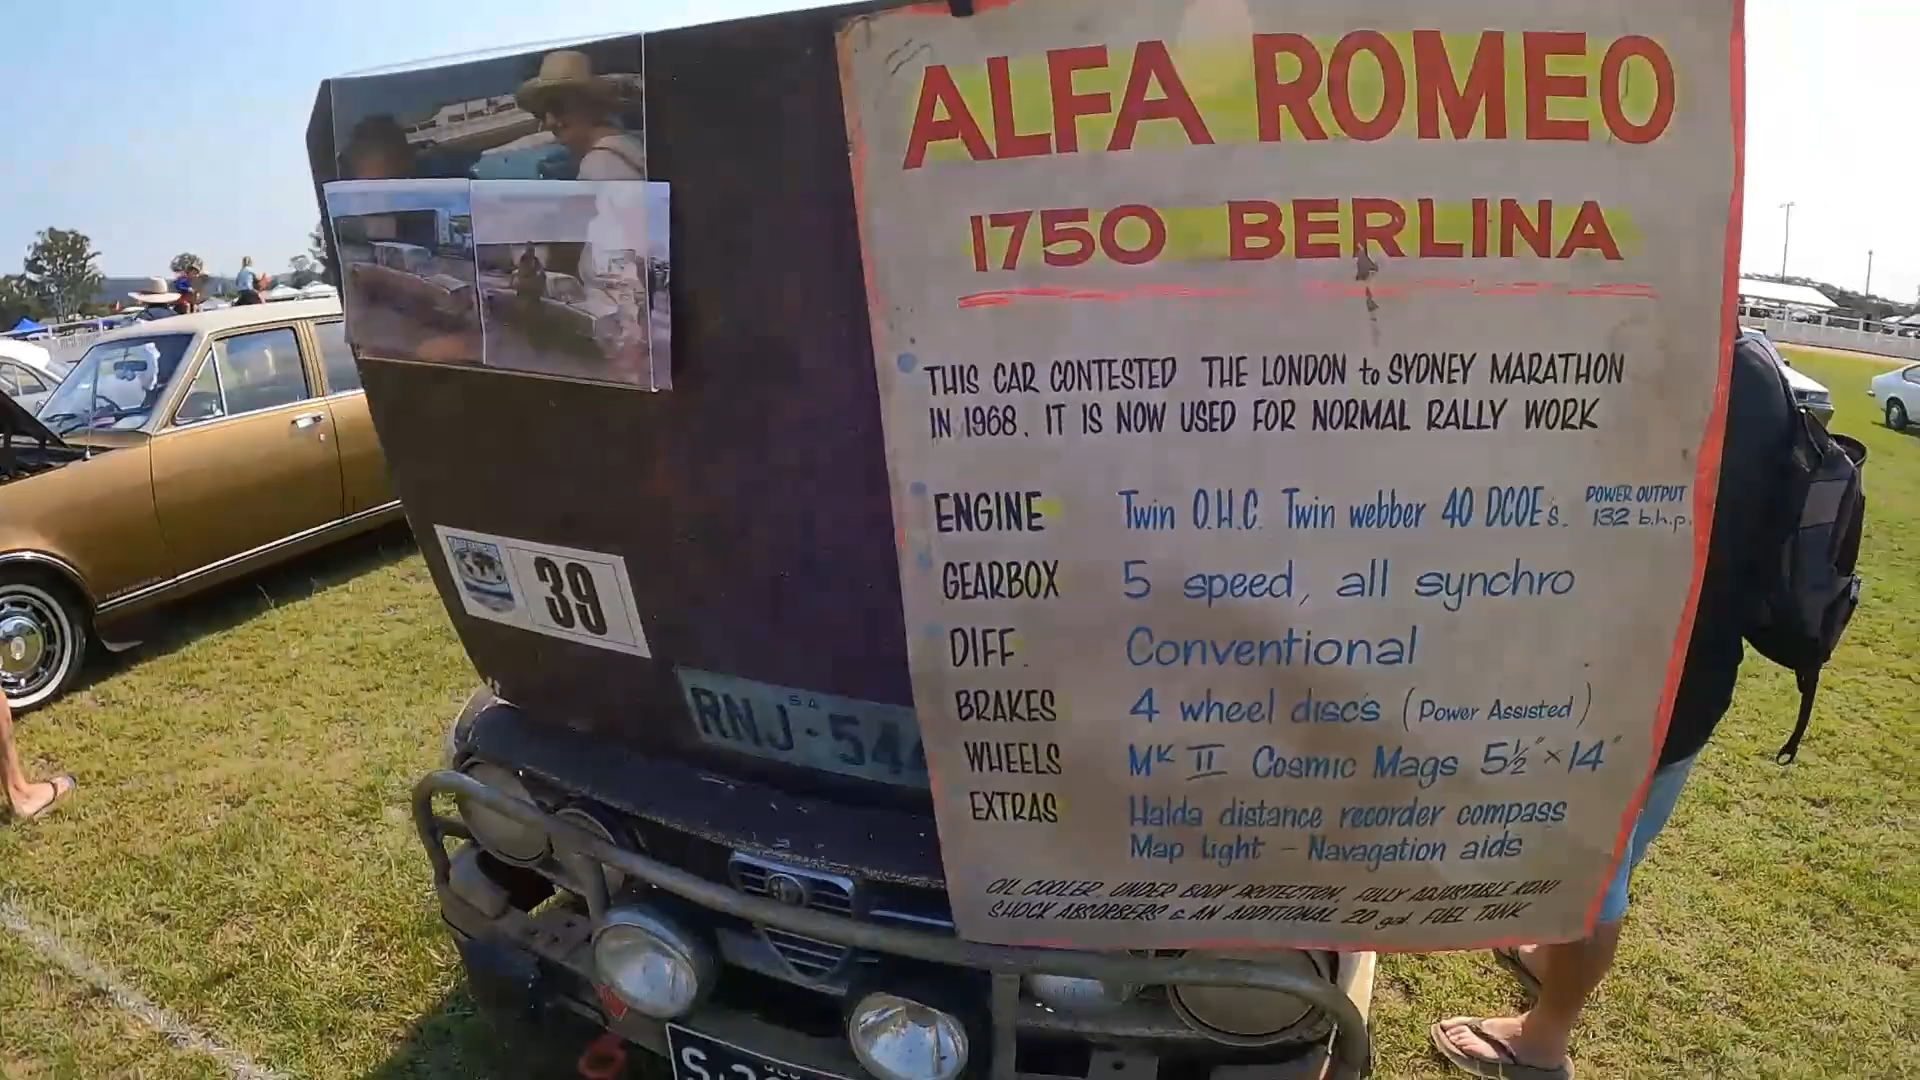 ALFA ROMEO
1750 BERLINA
THIS CAR CONTESTED THE LONDON to SYDNEY MARATHON
IN 1968. IT IS NOW USED FOR NORMAL RALLY WORK
ENGINE Twin O.H.C. Twin webber 40 DCOE's. POWER OUTPUT
132 b.h.p.
GEARBOX 5 speed, all synchro
DIFF. Conventional
BRAKES 4 wheel discs (Power Assisted)
WHEELS MK II Cosmic Mags 5½" × 14"
EXTRAS Halda distance recorder compass
Map light - Navagation aids
OIL COOLER, UNDER BODY PROTECTION, FULLY ADJUSTABLE KONI
SHOCK ABSORBERS & AN ADDITIONAL 20 gal. FUEL TANK
39
SA
RNJ-544